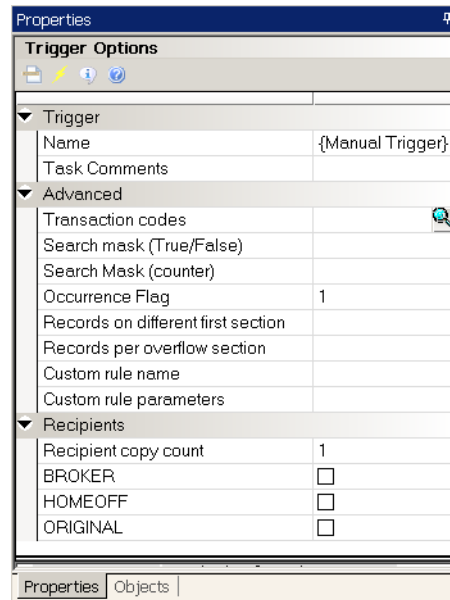 Properties
Trigger Options
Trigger
Name {Manual Trigger}
Task Comments
Advanced
Transaction codes
Search mask (True/False)
Search Mask (counter)
Occurrence Flag 1
Records on different first section
Records per overflow section
Custom rule name
Custom rule parameters
Recipients
Recipient copy count 1
BROKER
HOMEOFF
ORIGINAL
Properties Objects